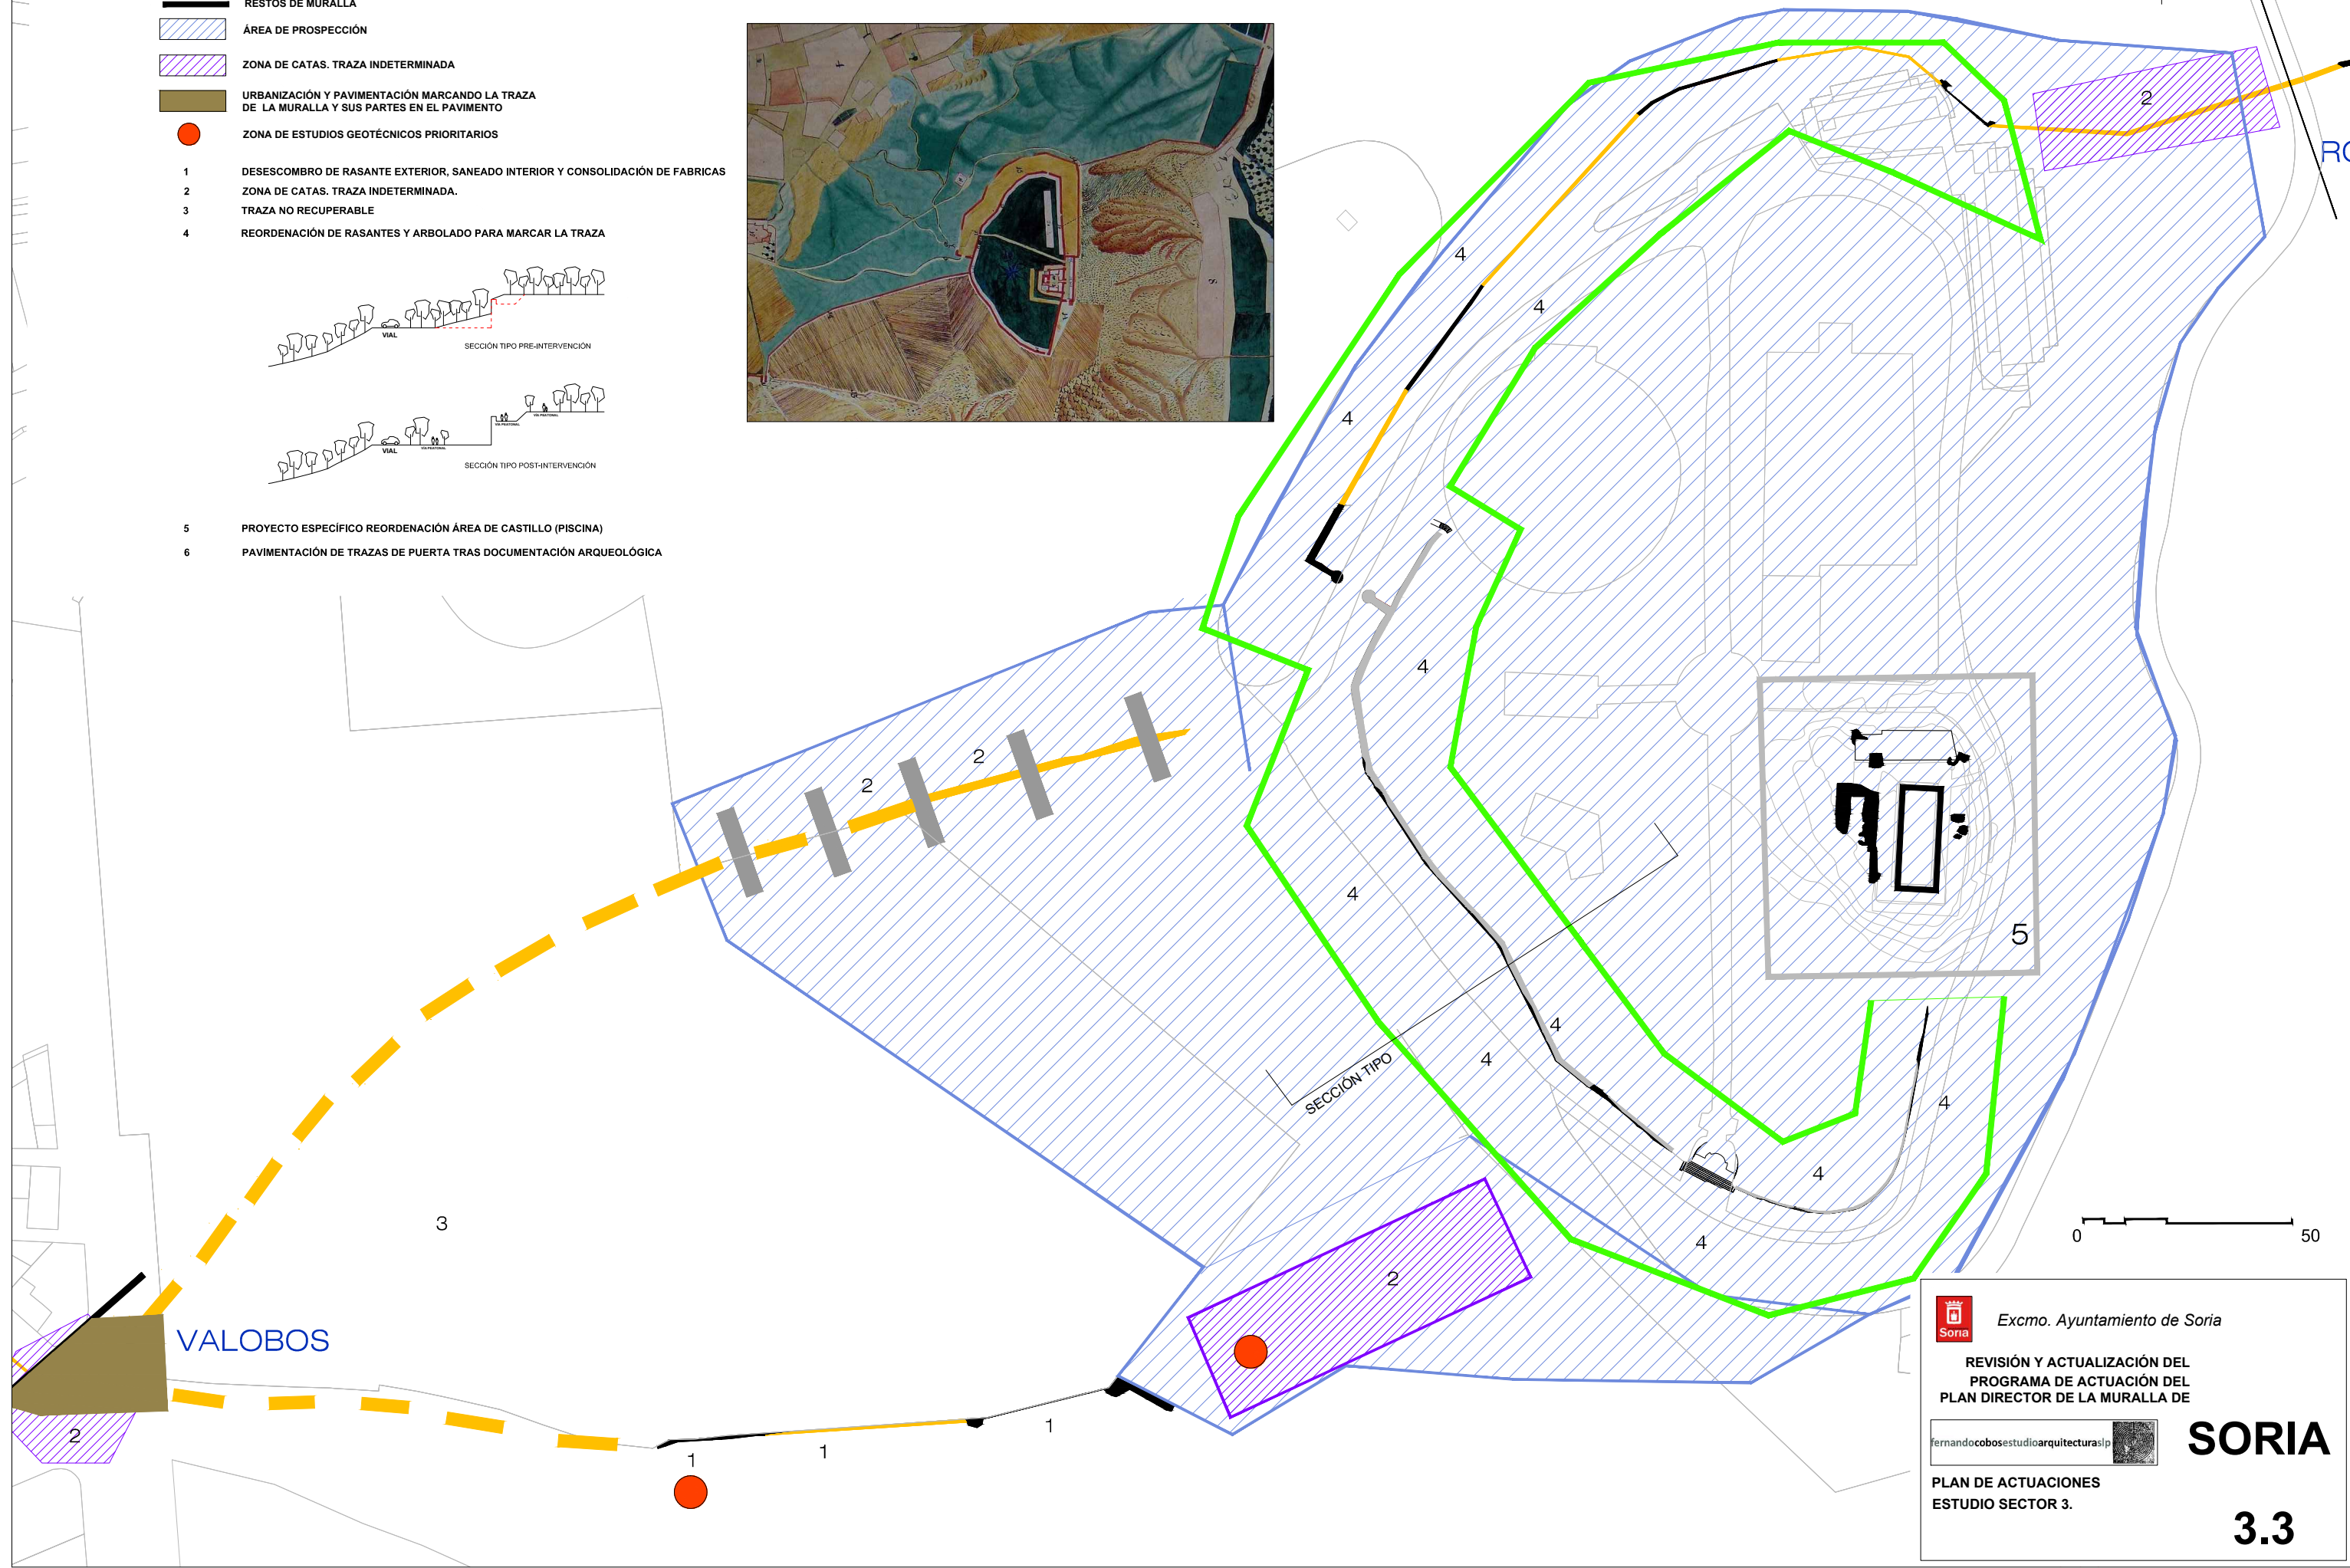 RESTOS DE MURALLA
ÁREA DE PROSPECCIÓN
ZONA DE CATAS. TRAZA INDETERMINADA
URBANIZACIÓN Y PAVIMENTACIÓN MARCANDO LA TRAZA
DE LA MURALLA Y SUS PARTES EN EL PAVIMENTO
ZONA DE ESTUDIOS GEOTÉCNICOS PRIORITARIOS
1 DESESCOMBRO DE RASANTE EXTERIOR, SANEADO INTERIOR Y CONSOLIDACIÓN DE FABRICAS
2 ZONA DE CATAS. TRAZA INDETERMINADA.
3 TRAZA NO RECUPERABLE
4 REORDENACIÓN DE RASANTES Y ARBOLADO PARA MARCAR LA TRAZA
VIAL
SECCIÓN TIPO PRE-INTERVENCIÓN
VÍA PEATONAL
VÍA PEATONAL
VIAL
VÍA PEATONAL
SECCIÓN TIPO POST-INTERVENCIÓN
5 PROYECTO ESPECÍFICO REORDENACIÓN ÁREA DE CASTILLO (PISCINA)
6 PAVIMENTACIÓN DE TRAZAS DE PUERTA TRAS DOCUMENTACIÓN ARQUEOLÓGICA
2
RO
4
4
4
4
2
2
4
5
4
4
SECCIÓN TIPO
4
4
4
3
2
VALOBOS
2
1
1
1
0 50
Soria
Excmo. Ayuntamiento de Soria
REVISIÓN Y ACTUALIZACIÓN DEL
PROGRAMA DE ACTUACIÓN DEL
PLAN DIRECTOR DE LA MURALLA DE
SORIA
fernandocobosestudioarquitecturaslp
PLAN DE ACTUACIONES
ESTUDIO SECTOR 3.
3.3